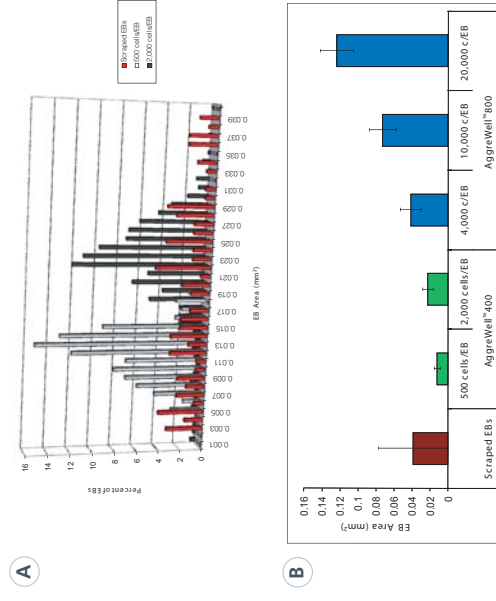 A
Percent of EBs
16
14
12
10
8
6
4
2
0
0.001
0.003
0.005
0.007
0.009
0.011
0.013
0.015
0.017
0.019
0.021
0.023
0.025
0.027
0.029
0.031
0.033
0.035
0.037
0.039
EB Area (mm²)
Scraped EBs
500 cells/EB
2,000 cells/EB
B
EB Area (mm²)
0.16
0.14
0.12
0.1
0.08
0.06
0.04
0.02
0
Scraped EBs
500 cells/EB
2,000 cells/EB
4,000 c/EB
10,000 c/EB
20,000 c/EB
AggreWell™400
AggreWell™800